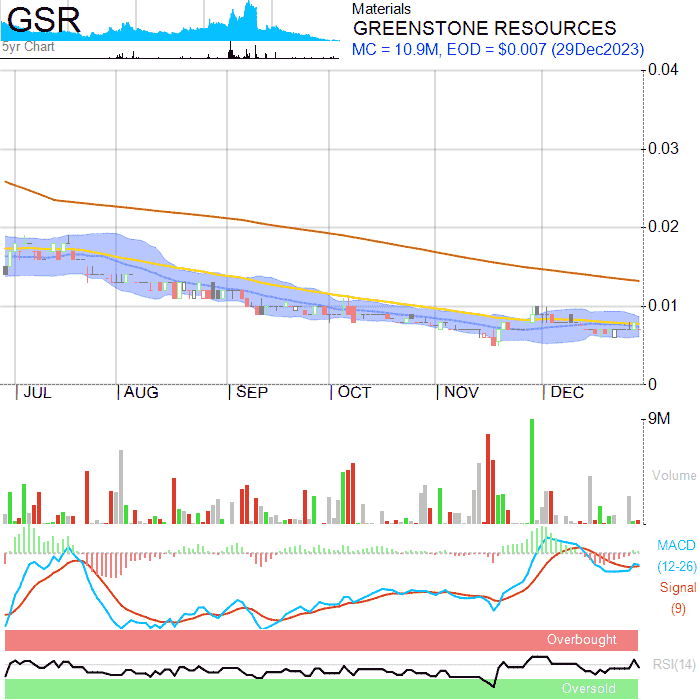 GSR
5yr Chart
Materials
GREENSTONE RESOURCES
MC = 10.9M, EOD = $0.007 (29Dec2023)
0.04
0.03
0.02
0.01
0
JUL AUG SEP OCT NOV DEC
9M
Volume
MACD
(12-26)
Signal
(9)
Overbought
RSI(14)
Oversold